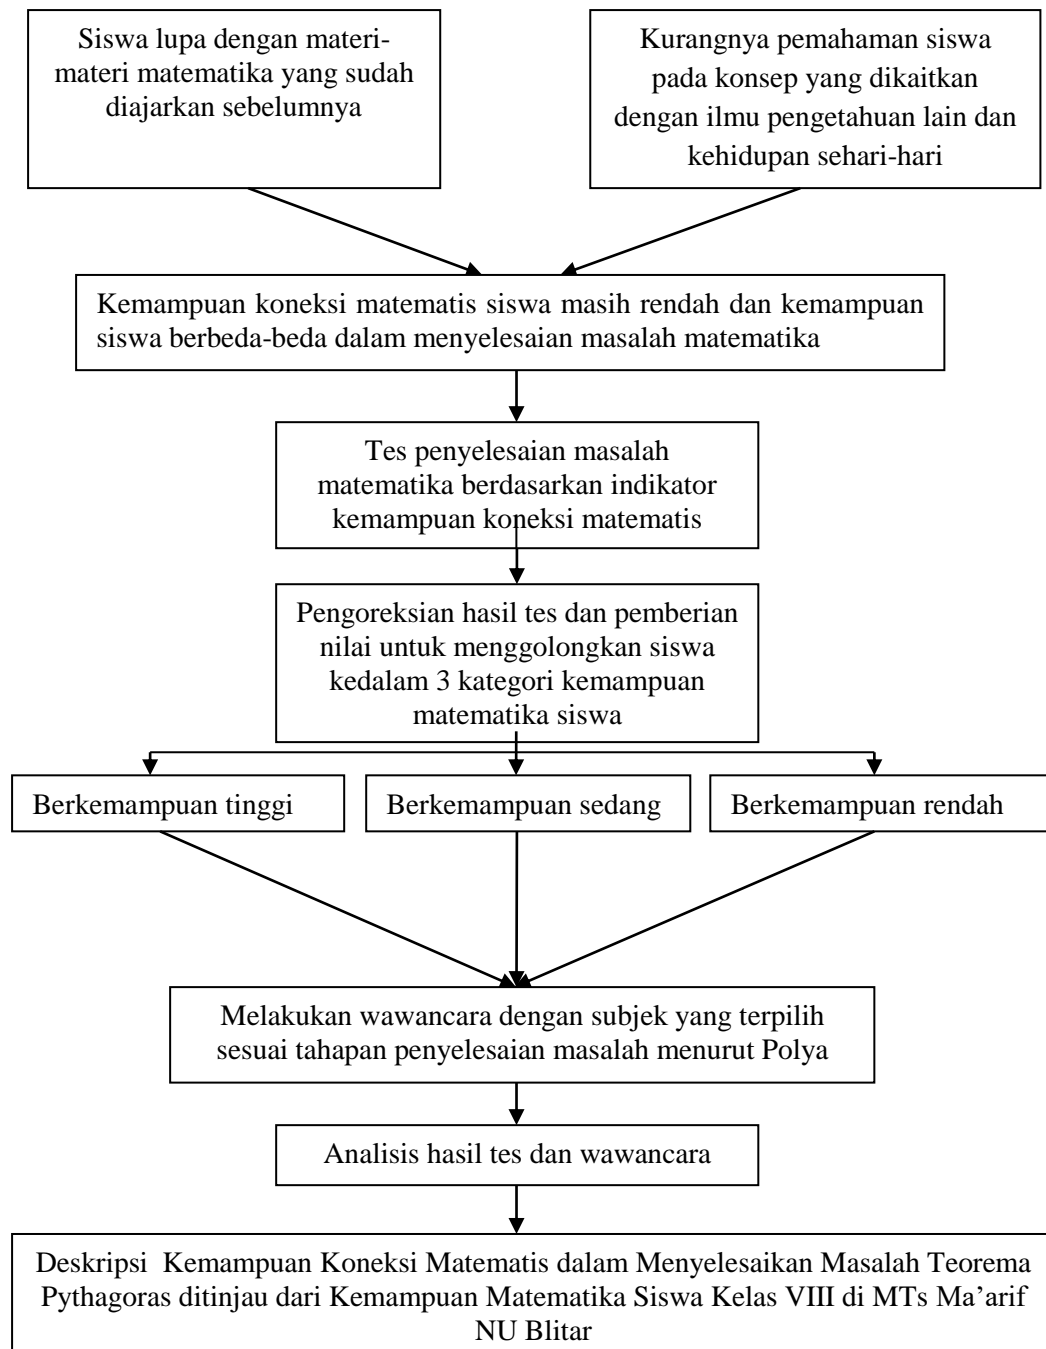 Siswa lupa dengan materi-
materi matematika yang sudah
diajarkan sebelumnya
Kurangnya pemahaman siswa
pada konsep yang dikaitkan
dengan ilmu pengetahuan lain dan
kehidupan sehari-hari
Kemampuan koneksi matematis siswa masih rendah dan kemampuan
siswa berbeda-beda dalam menyelesaian masalah matematika
Tes penyelesaian masalah
matematika berdasarkan indikator
kemampuan koneksi matematis
Pengoreksian hasil tes dan pemberian
nilai untuk menggolongkan siswa
kedalam 3 kategori kemampuan
matematika siswa
Berkemampuan tinggi
Berkemampuan sedang
Berkemampuan rendah
Melakukan wawancara dengan subjek yang terpilih
sesuai tahapan penyelesaian masalah menurut Polya
Analisis hasil tes dan wawancara
Deskripsi Kemampuan Koneksi Matematis dalam Menyelesaikan Masalah Teorema
Pythagoras ditinjau dari Kemampuan Matematika Siswa Kelas VIII di MTs Ma’arif
NU Blitar